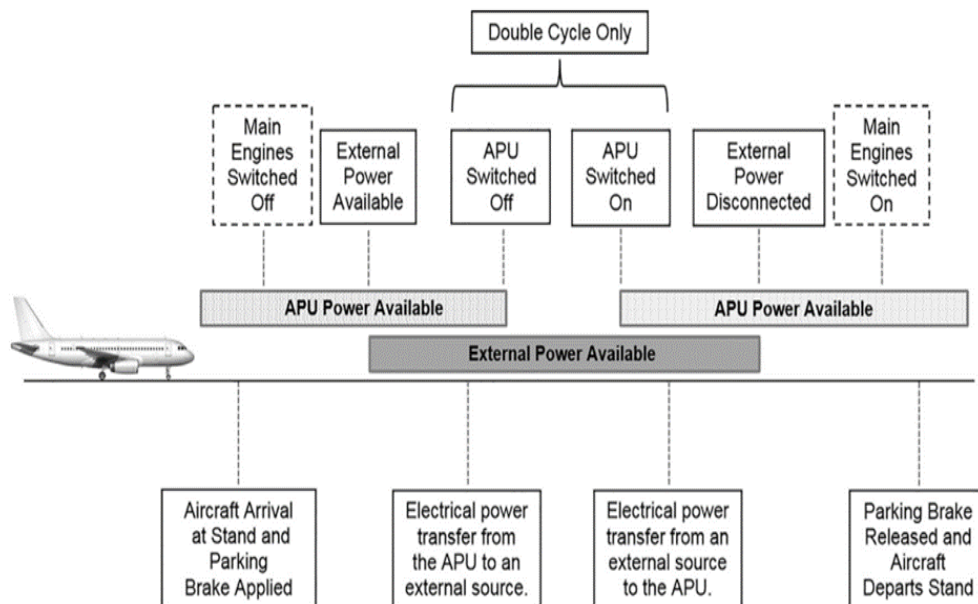 Double Cycle Only
Main
Engines
Switched
Off
External
Power
Available
APU
Switched
Off
APU
Switched
On
External
Power
Disconnected
Main
Engines
Switched
On
APU Power Available
APU Power Available
External Power Available
Aircraft Arrival
at Stand and
Parking
Brake Applied
Electrical power
transfer from
the APU to an
external source.
Electrical power
transfer from an
external source
to the APU.
Parking Brake
Released and
Aircraft
Departs Stand